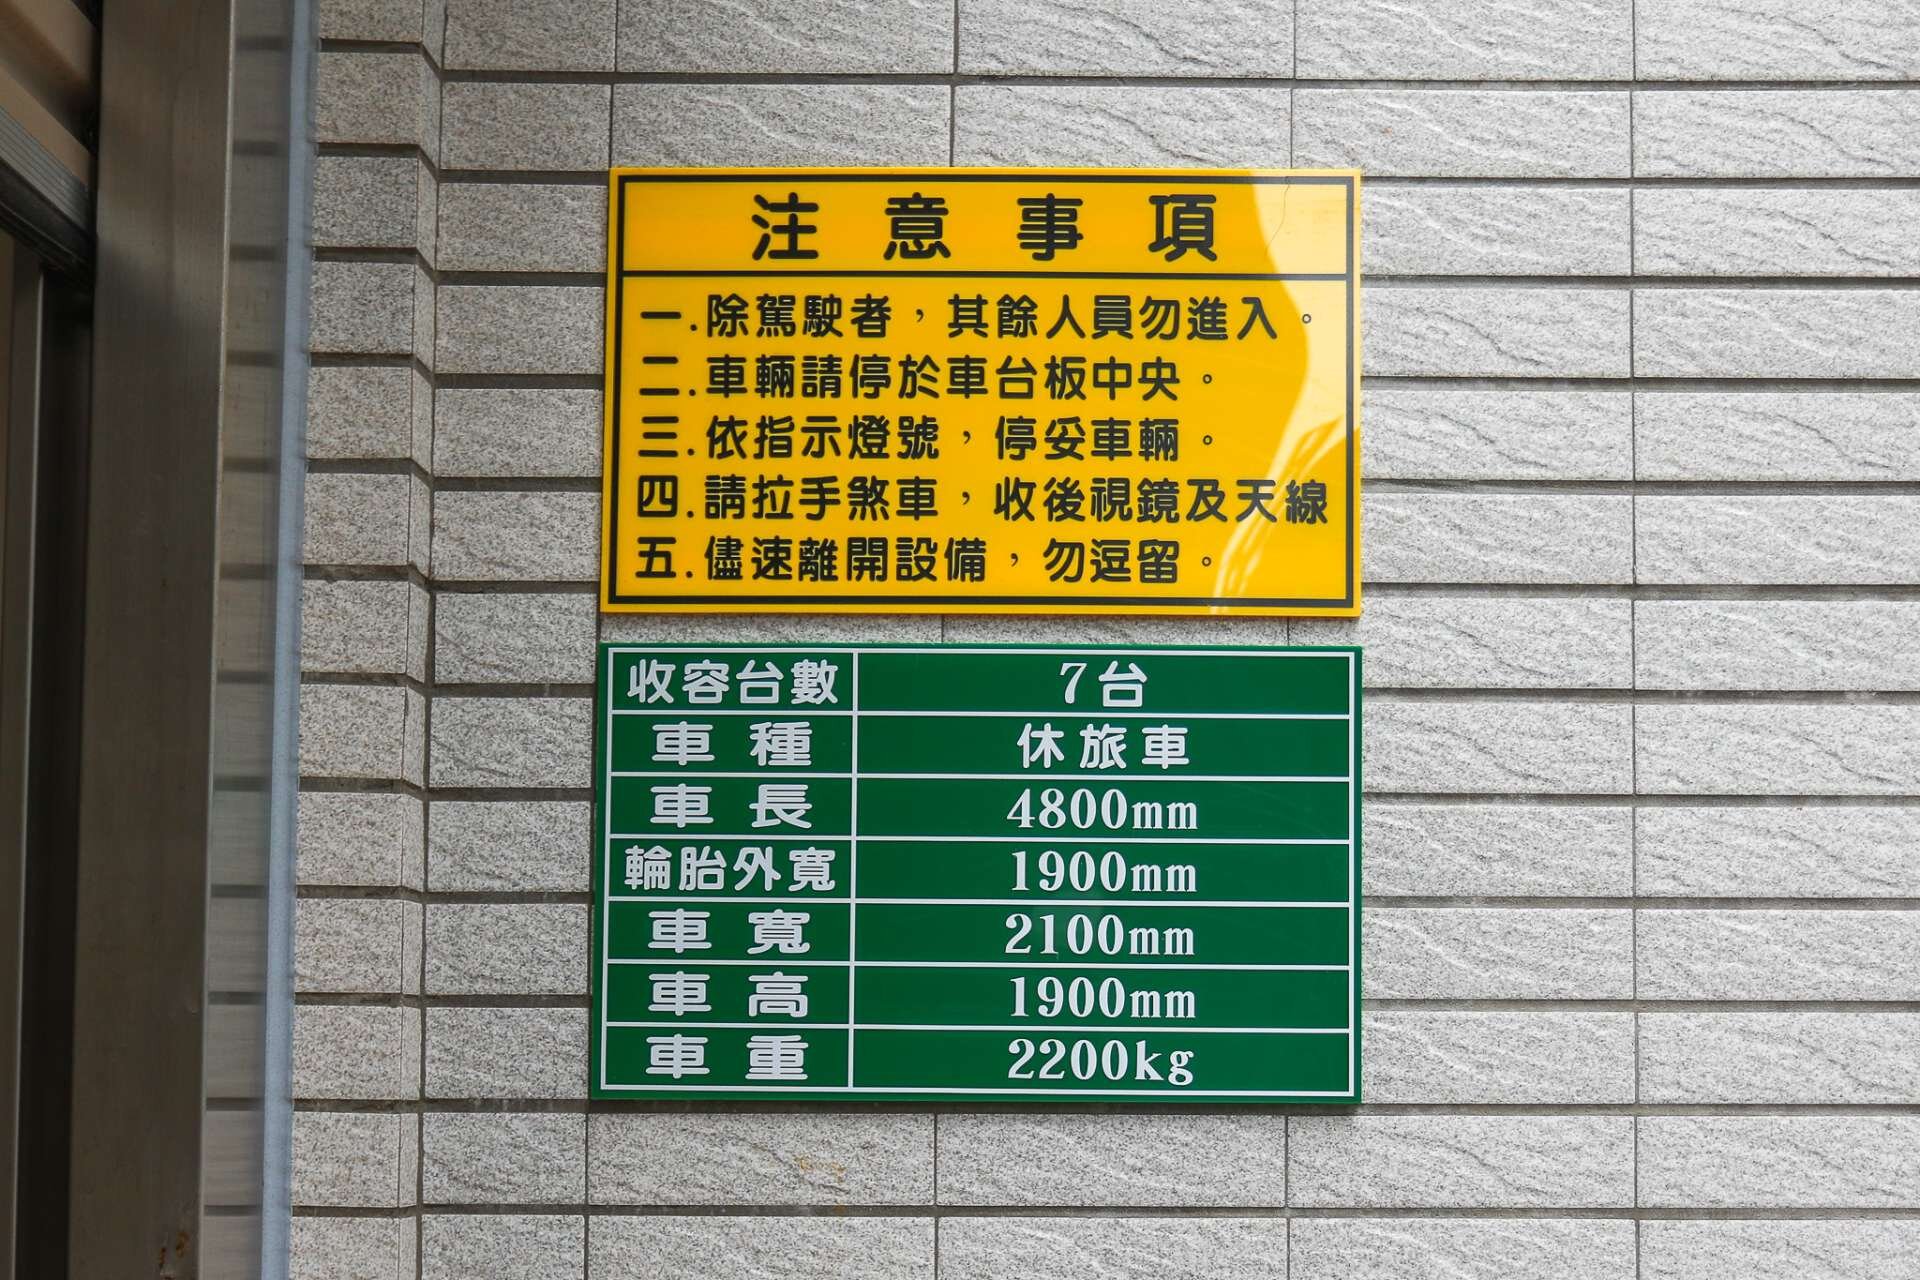 注意事項
一.除駕駛者，其餘人員勿進入。
二.車輛請停於車台板中央。
三.依指示燈號，停妥車輛。
四.請拉手煞車，收後視鏡及天線
五.儘速離開設備，勿逗留。
收容台數 7台
車種 休旅車
車長 4800mm
輪胎外寬 1900mm
車寬 2100mm
車高 1900mm
車重 2200kg